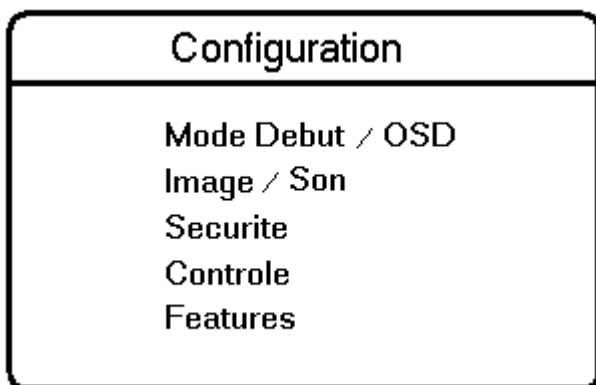 Configuration
Mode Debut / OSD
Image / Son
Securite
Controle
Features